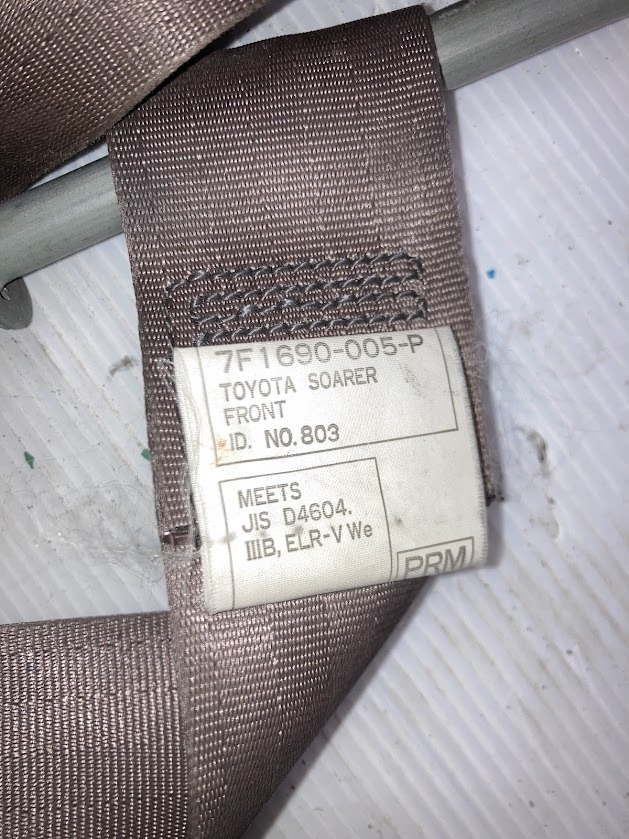 7F1690-005-P
TOYOTA SOARER
FRONT
ID. NO. 803
MEETS
JIS D4604.
ⅢB, ELR-V We
PRM